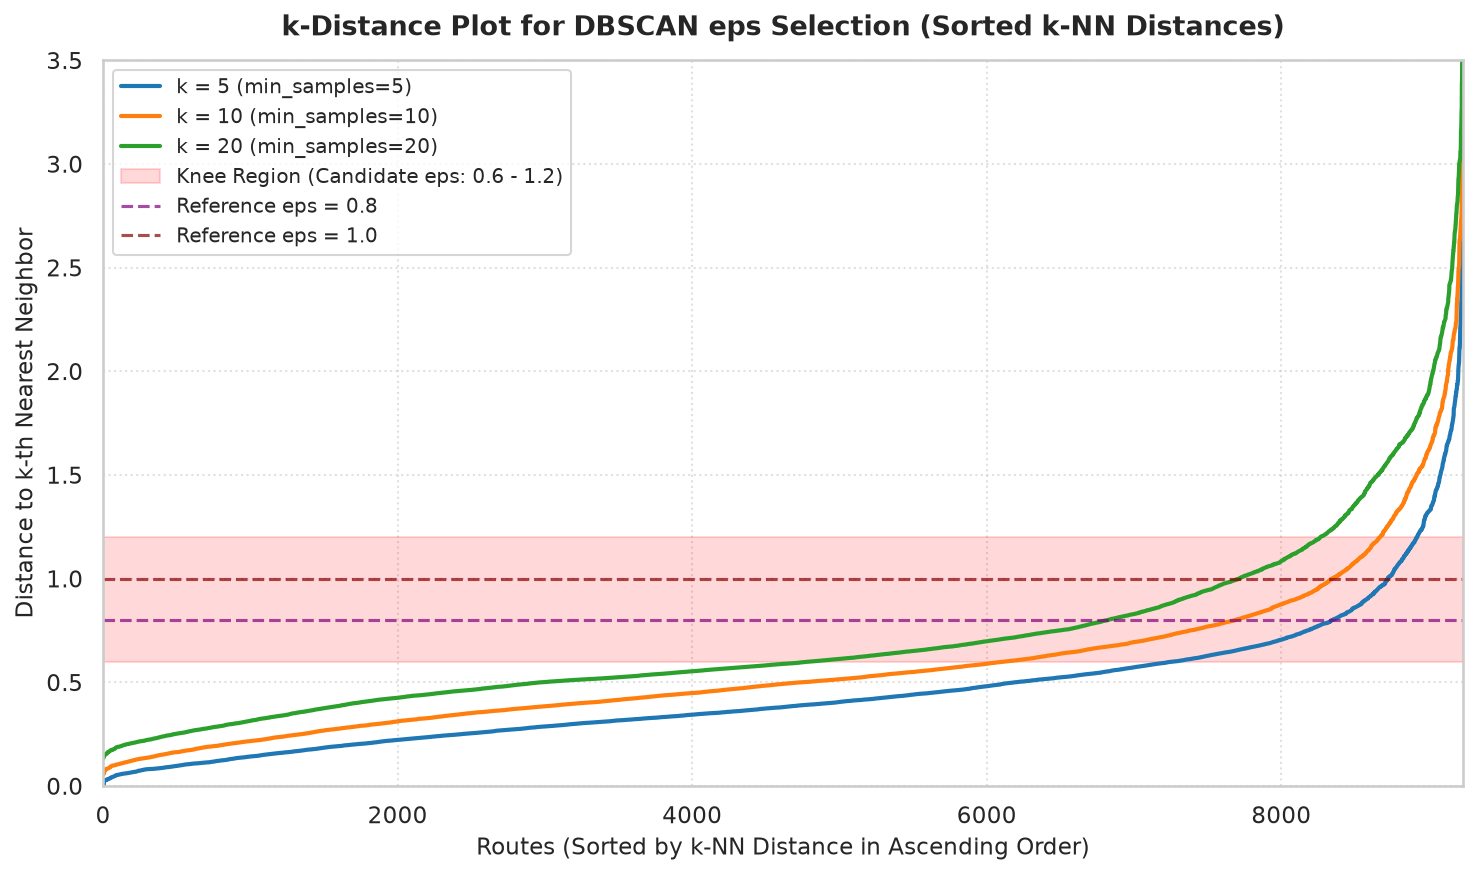 k-Distance Plot for DBSCAN eps Selection (Sorted k-NN Distances)
k = 5 (min_samples=5)
k = 10 (min_samples=10)
k = 20 (min_samples=20)
Knee Region (Candidate eps: 0.6 - 1.2)
Reference eps = 0.8
Reference eps = 1.0
Distance to k-th Nearest Neighbor
3.5
3.0
2.5
2.0
1.5
1.0
0.5
0.0
0 2000 4000 6000 8000
Routes (Sorted by k-NN Distance in Ascending Order)